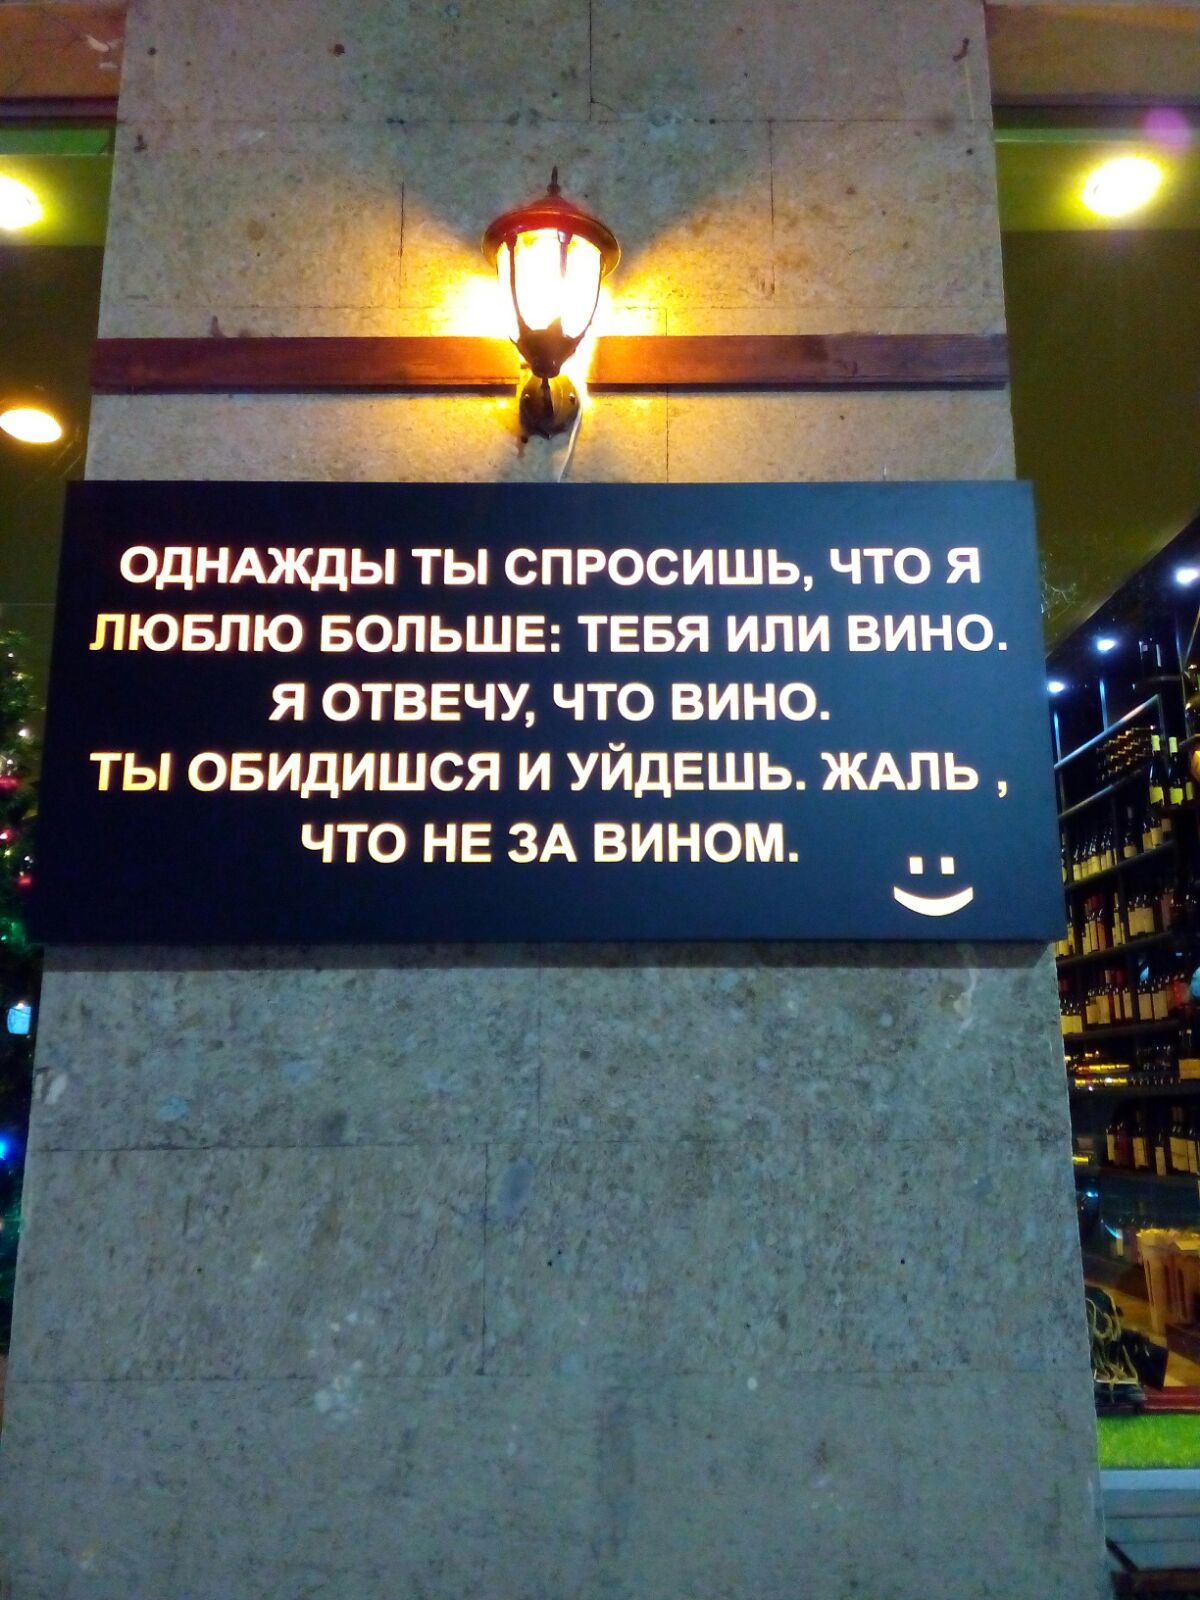 ОДНАЖДЫ ТЫ СПРОСИШЬ, ЧТО Я
ЛЮБЛЮ БОЛЬШЕ: ТЕБЯ ИЛИ ВИНО.
Я ОТВЕЧУ, ЧТО ВИНО.
ТЫ ОБИДИШСЯ И УЙДЕШЬ. ЖАЛЬ ,
ЧТО НЕ ЗА ВИНОМ.